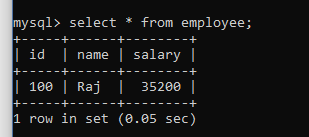 mysql> select * from employee;
+-----+------+--------+
| id  | name | salary |
+-----+------+--------+
| 100 | Raj  |  35200 |
+-----+------+--------+
1 row in set (0.05 sec)